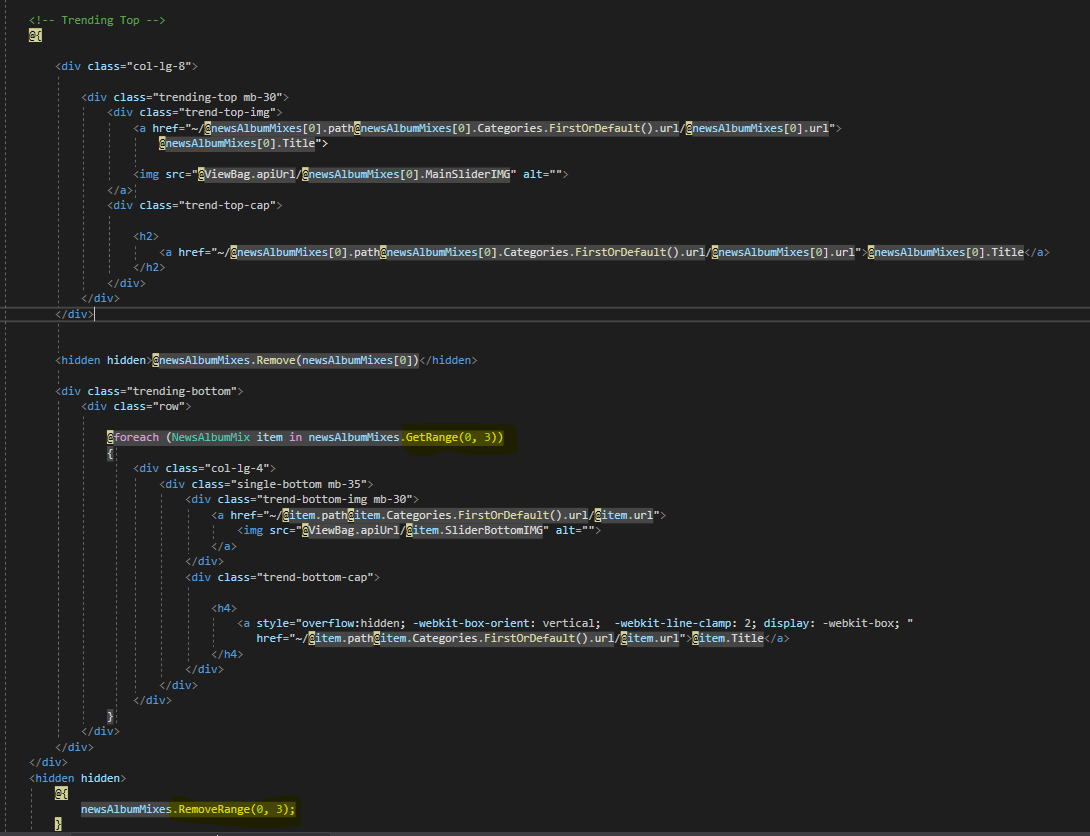 <!-- Trending Top -->
@{
<div class="col-lg-8">
<div class="trending-top mb-30">
<div class="trend-top-img">
<a href="~/@newsAlbumMixes[0].path@newsAlbumMixes[0].Categories.FirstOrDefault().url/@newsAlbumMixes[0].url">
@newsAlbumMixes[0].Title">
<img src="@ViewBag.apiUrl/@newsAlbumMixes[0].MainSliderIMG" alt="">
</a>
<div class="trend-top-cap">
<h2>
<a href="~/@newsAlbumMixes[0].path@newsAlbumMixes[0].Categories.FirstOrDefault().url/@newsAlbumMixes[0].url">@newsAlbumMixes[0].Title</a>
</h2>
</div>
</div>
</div>
<hidden hidden>@newsAlbumMixes.Remove(newsAlbumMixes[0])</hidden>
<div class="trending-bottom">
<div class="row">
@foreach (NewsAlbumMix item in newsAlbumMixes.GetRange(0, 3))
{
<div class="col-lg-4">
<div class="single-bottom mb-35">
<div class="trend-bottom-img mb-30">
<a href="~/@item.path@item.Categories.FirstOrDefault().url/@item.url">
<img src="@ViewBag.apiUrl/@item.SliderBottomIMG" alt="">
</a>
</div>
<div class="trend-bottom-cap">
<h4>
<a style="overflow:hidden; -webkit-box-orient: vertical;  -webkit-line-clamp: 2; display: -webkit-box; "
href="~/@item.path@item.Categories.FirstOrDefault().url/@item.url">@item.Title</a>
</h4>
</div>
</div>
</div>
}
</div>
</div>
</div>
<hidden hidden>
@{
newsAlbumMixes.RemoveRange(0, 3);
}